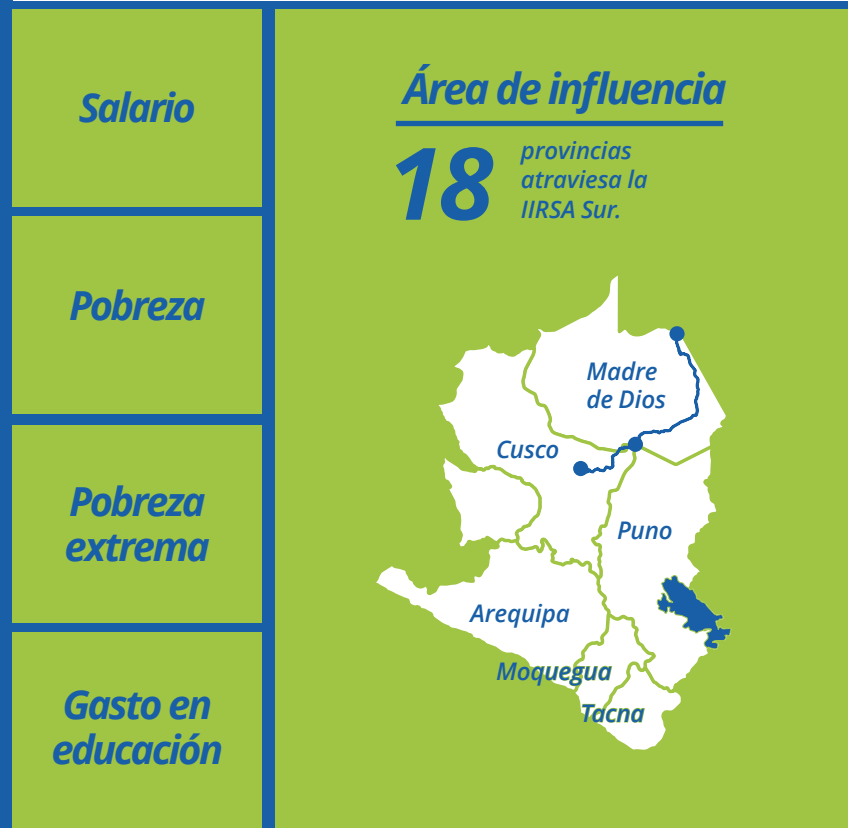 Salario
Pobreza
Pobreza
extrema
Gasto en
educación
Área de influencia
18
provincias
atraviesa la
IIRSA Sur.
Madre
de Dios
Cusco
Puno
Arequipa
Moquegua
Tacna